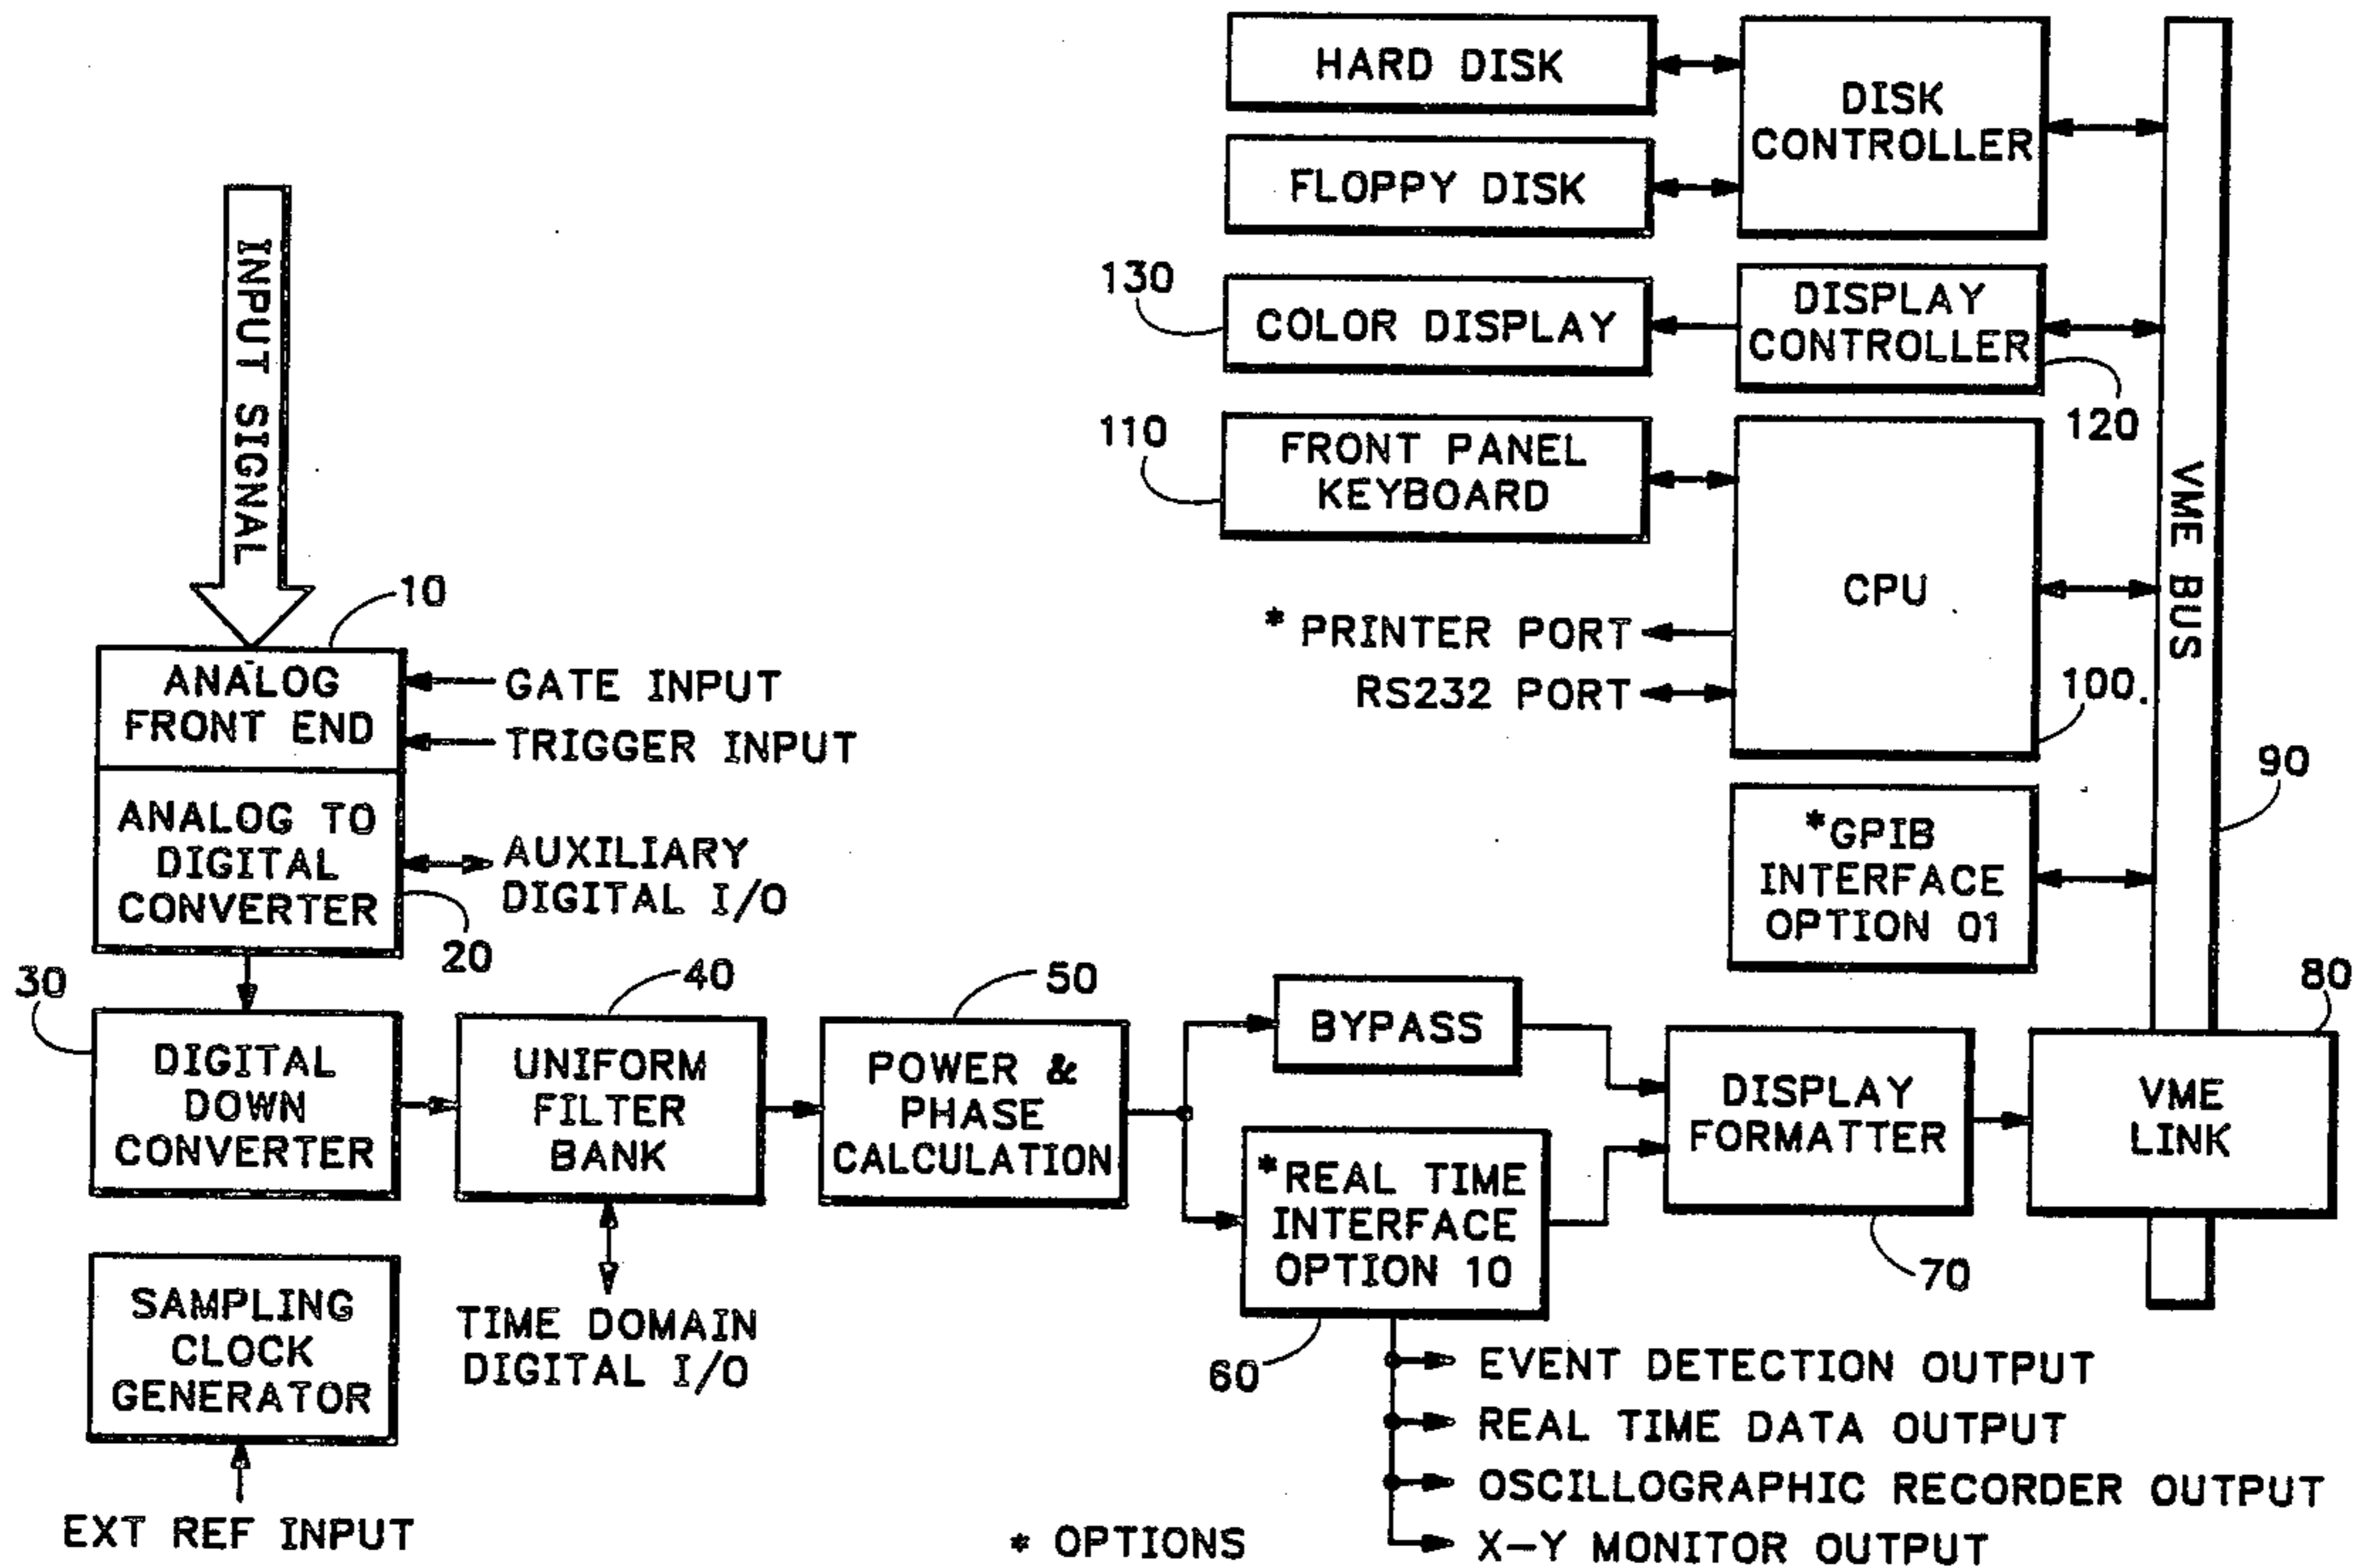 HARD DISK
FLOPPY DISK
DISK
CONTROLLER
130
COLOR DISPLAY
DISPLAY
CONTROLLER
120
110
FRONT PANEL
KEYBOARD
CPU
* PRINTER PORT
RS232 PORT
100.
VME BUS
90
*GPIB
INTERFACE
OPTION 01
INPUT SIGNAL
10
ANALOG
FRONT END
GATE INPUT
TRIGGER INPUT
ANALOG TO
DIGITAL
CONVERTER
AUXILIARY
DIGITAL I/O
20
30
DIGITAL
DOWN
CONVERTER
40
UNIFORM
FILTER
BANK
TIME DOMAIN
DIGITAL I/O
50
POWER &
PHASE
CALCULATION
BYPASS
*REAL TIME
INTERFACE
OPTION 10
60
DISPLAY
FORMATTER
70
80
VME
LINK
SAMPLING
CLOCK
GENERATOR
EXT REF INPUT
EVENT DETECTION OUTPUT
REAL TIME DATA OUTPUT
OSCILLOGRAPHIC RECORDER OUTPUT
X-Y MONITOR OUTPUT
* OPTIONS